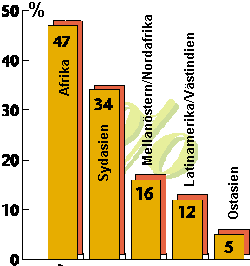 50 %
40
30
20
10
0
47
Afrika
34
Sydasien
16
Mellanöstern/Nordafrika
12
Latinamerika/Västindien
5
Ostasien
%